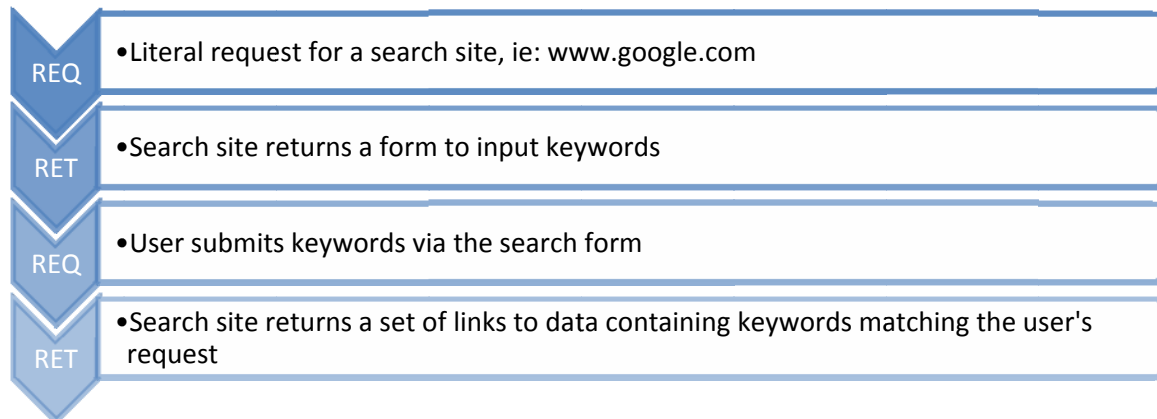 REQ
•Literal request for a search site, ie: www.google.com
RET
•Search site returns a form to input keywords
REQ
•User submits keywords via the search form
RET
•Search site returns a set of links to data containing keywords matching the user's
request